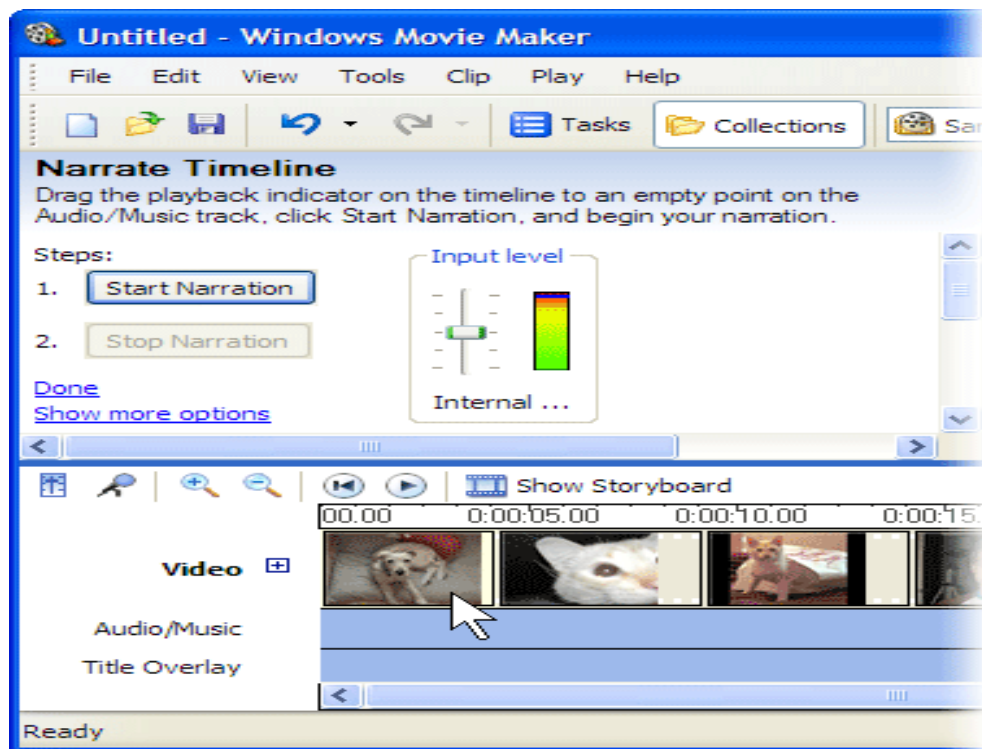 Untitled - Windows Movie Maker
File Edit View Tools Clip Play Help
Tasks Collections
Narrate Timeline
Drag the playback indicator on the timeline to an empty point on the
Audio/Music track, click Start Narration, and begin your narration.
Steps:
Input level
1. Start Narration
2. Stop Narration
Done
Internal ...
Show more options
Show Storyboard
00.00 0:00:05.00 0:00:10.00 0:00:15.
Video
Audio/Music
Title Overlay
Ready